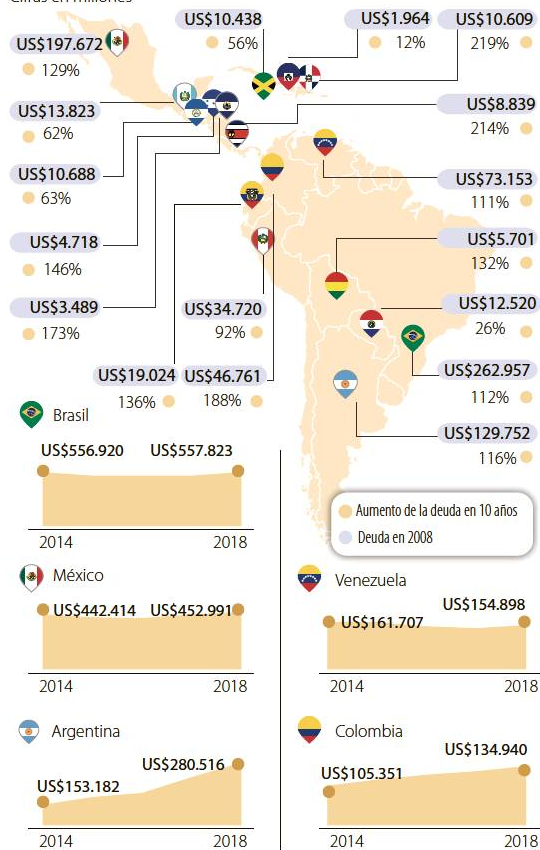 Cifras en millones
US$10.438
56%
US$1.964
12%
US$10.609
219%
US$197.672
129%
US$13.823
62%
US$8.839
214%
US$10.688
63%
US$73.153
111%
US$4.718
146%
US$5.701
132%
US$3.489
173%
US$34.720
92%
US$12.520
26%
US$19.024
136%
US$46.761
188%
US$262.957
112%
US$129.752
116%
Aumento de la deuda en 10 años
Deuda en 2008
Brasil
US$556.920 US$557.823
2014 2018
México
US$442.414 US$452.991
2014 2018
Venezuela
US$161.707 US$154.898
2014 2018
Argentina
US$153.182 US$280.516
2014 2018
Colombia
US$105.351 US$134.940
2014 2018